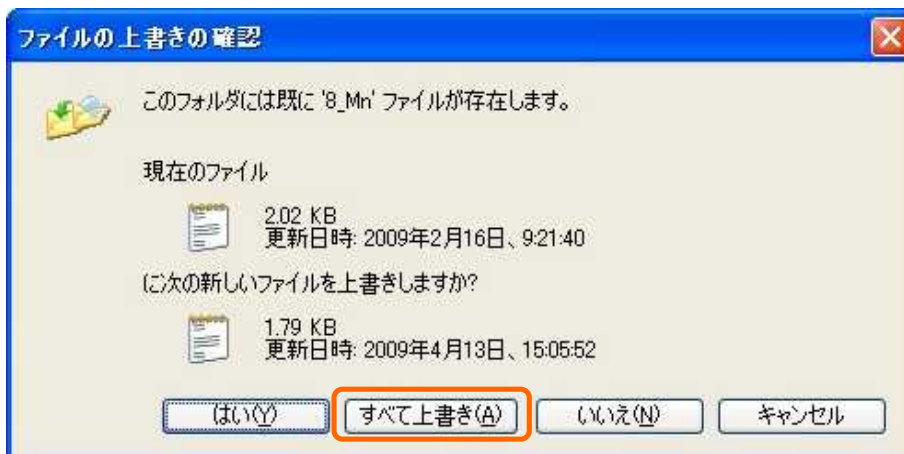 ファイルの上書きの確認
このフォルダには既に '8_Mn' ファイルが存在します。
現在のファイル
2.02 KB
更新日時: 2009年2月16日、9:21:40
に次の新しいファイルを上書きしますか?
1.79 KB
更新日時: 2009年4月13日、15:05:52
はい(Y) すべて上書き(A) いいえ(N) キャンセル